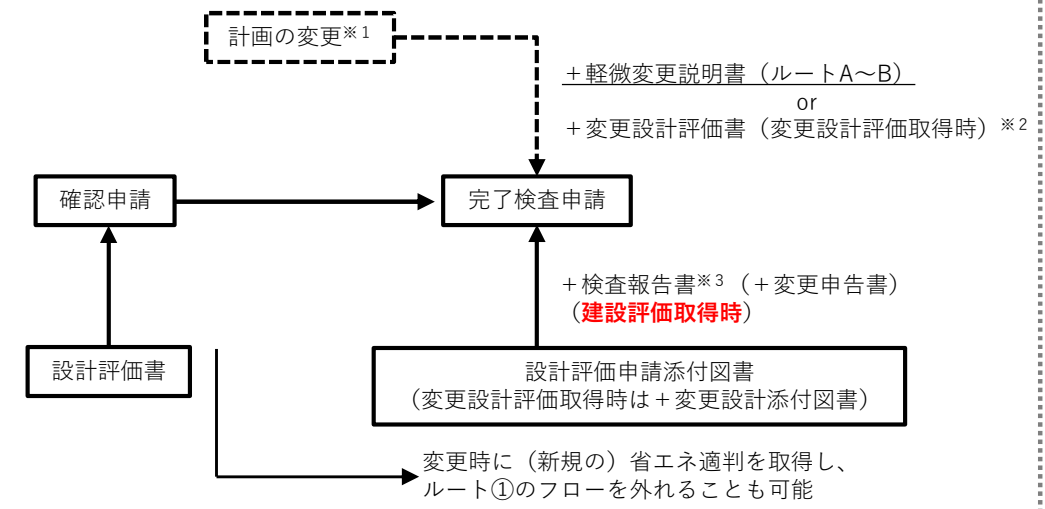 計画の変更※1
＋軽微変更説明書（ルートA～B）
or
＋変更設計評価書（変更設計評価取得時）※2
確認申請
完了検査申請
＋検査報告書※3（＋変更申告書）
（建設評価取得時）
設計評価書
設計評価申請添付図書
（変更設計評価取得時は＋変更設計添付図書）
変更時に（新規の）省エネ適判を取得し、
ルート①のフローを外れることも可能